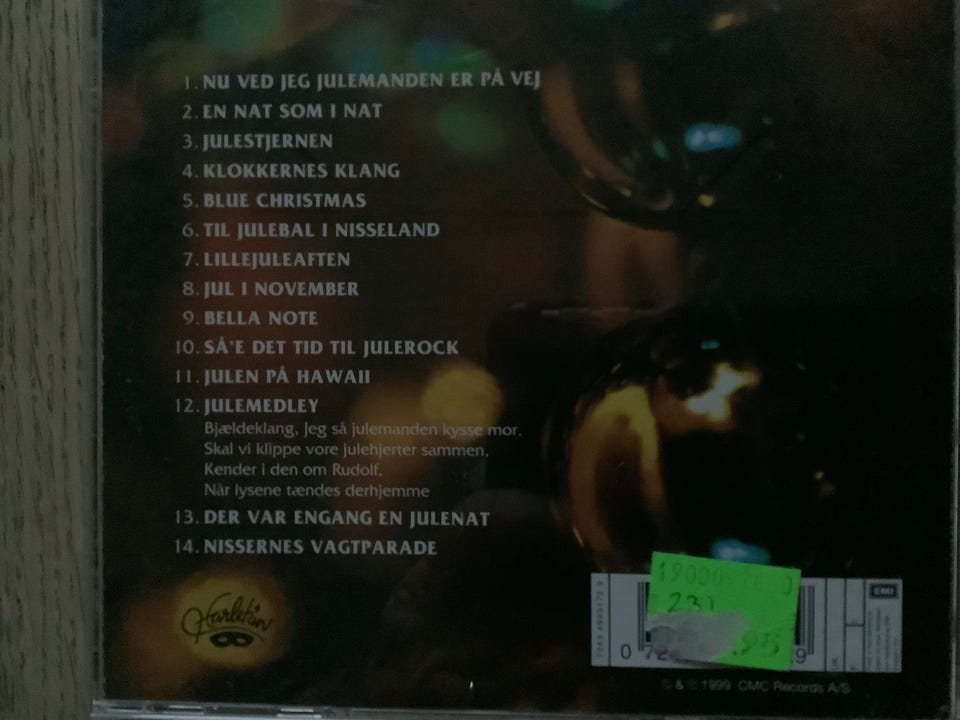 1. NU VED JEG JULEMANDEN ER PÅ VEJ
2. EN NAT SOM I NAT
3. JULESTJERNEN
4. KLOKKERNES KLANG
5. BLUE CHRISTMAS
6. TIL JULEBAL I NISSELAND
7. LILLEJULEAFTEN
8. JUL I NOVEMBER
9. BELLA NOTE
10. SÅ'E DET TID TIL JULEROCK
11. JULEN PÅ HAWAII
12. JULEMEDLEY
Bjældeklang, Jeg så julemanden kysse mor,
Skal vi klippe vore julehjerter sammen,
Kender i den om Rudolf,
Når lysene tændes derhjemme
13. DER VAR ENGANG EN JULENAT
14. NISSERNES VAGTPARADE
Harlekin
EMI
231
© & ℗ 1999 CMC Records A/S